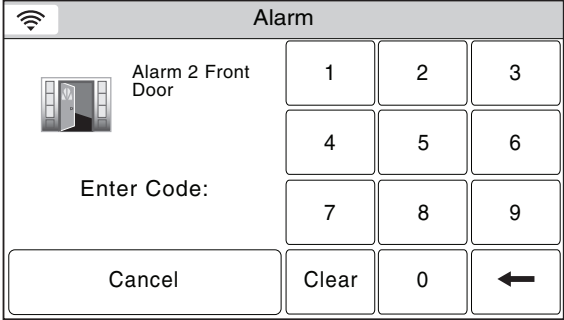 Alarm
Alarm 2 Front
Door
Enter Code:
1 2 3
4 5 6
7 8 9
Cancel
Clear 0